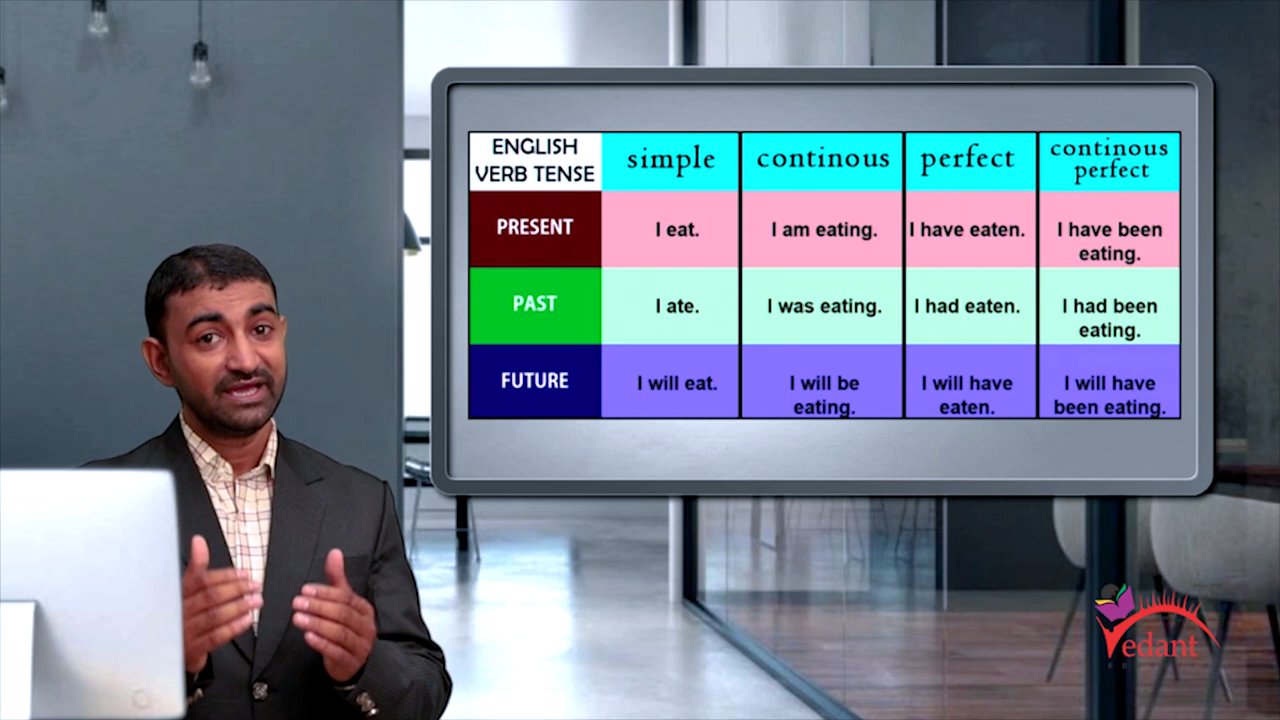 ENGLISH
VERB TENSE
simple
continous
perfect
continous
perfect
PRESENT
I eat.
I am eating.
I have eaten.
I have been
eating.
PAST
I ate.
I was eating.
I had eaten.
I had been
eating.
FUTURE
I will eat.
I will be
eating.
I will have
eaten.
I will have
been eating.
Vedant